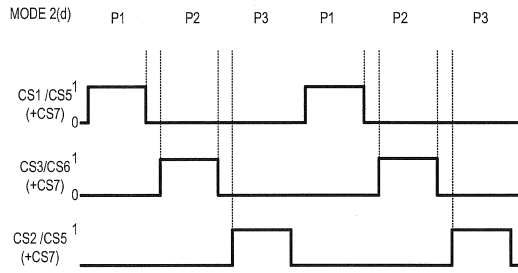 MODE 2(d) P1 P2 P3 P1 P2 P3
1
CS1 /CS5
(+CS7)
0
1
CS3/CS6
(+CS7)
0
1
CS2 /CS5
(+CS7)